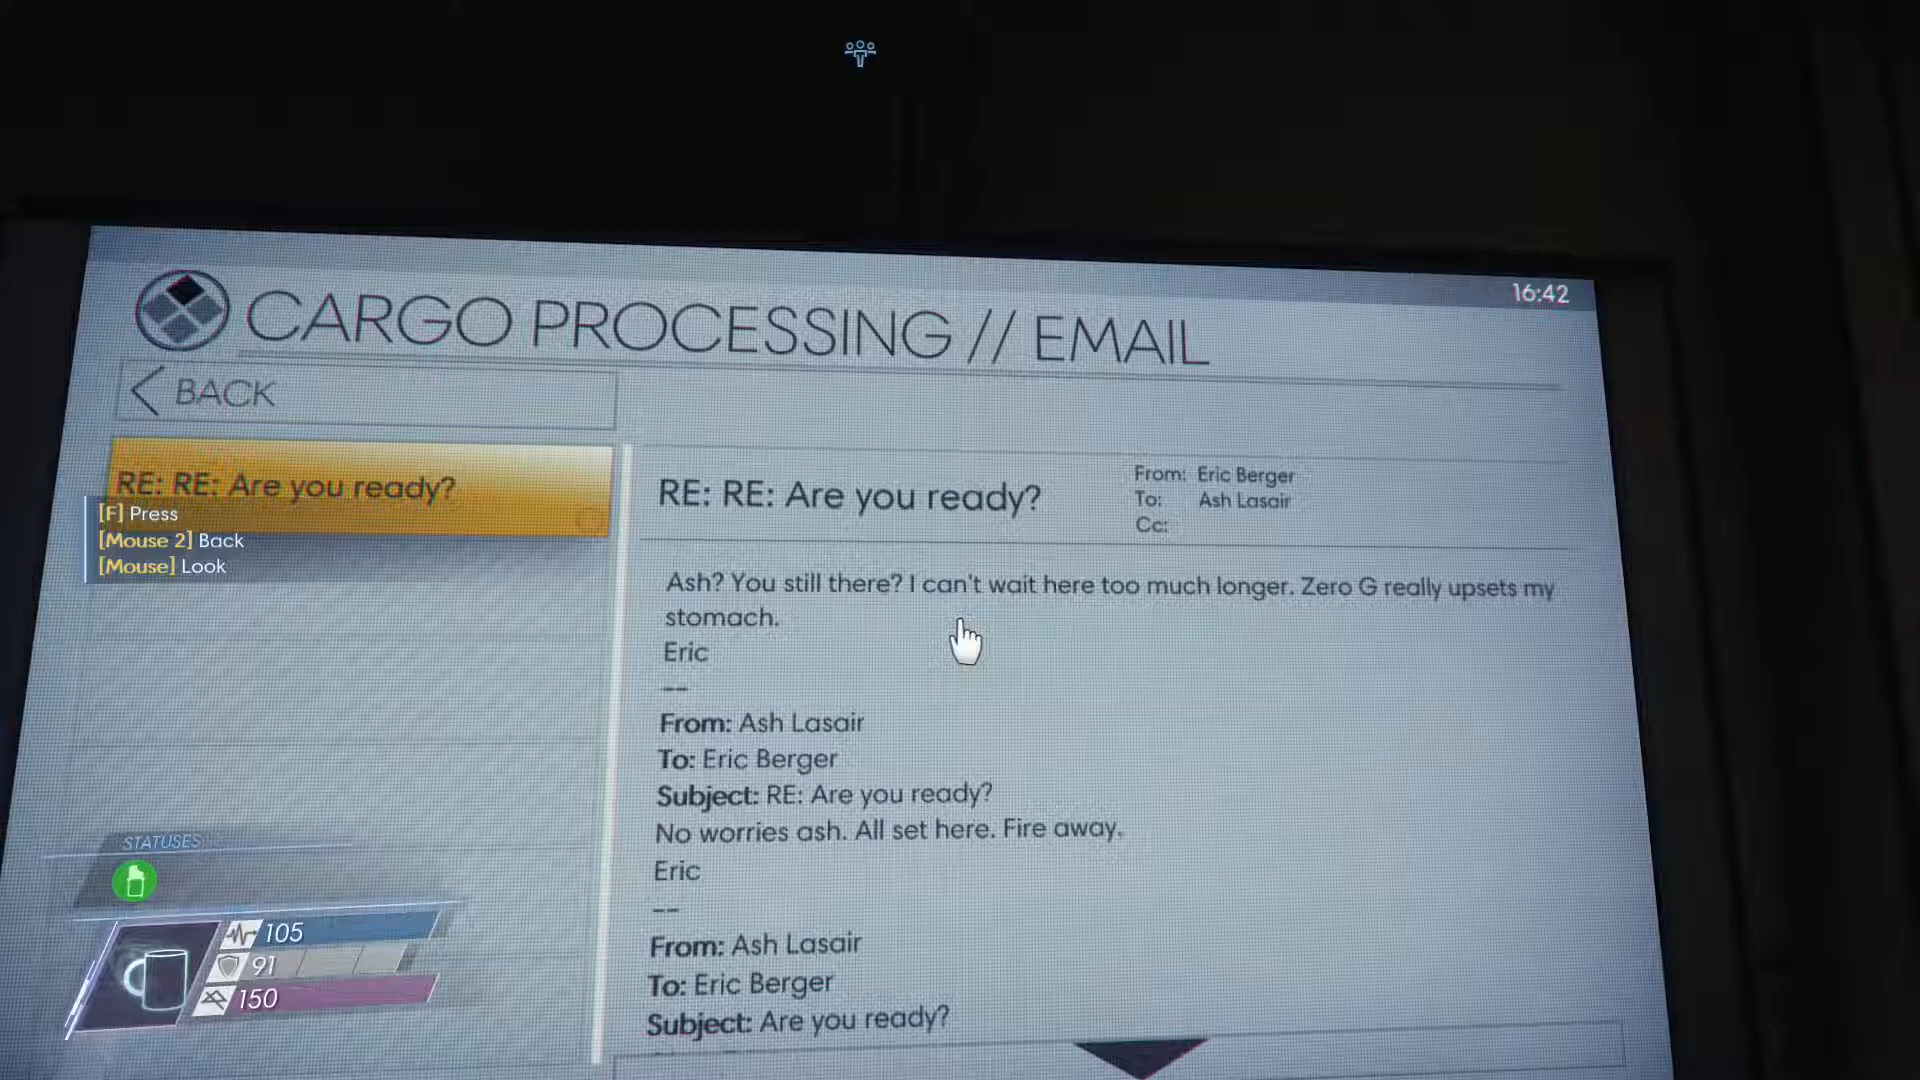 16:42
CARGO PROCESSING // EMAIL
BACK
RE: RE: Are you ready?
[F] Press
[Mouse 2] Back
[Mouse] Look
RE: RE: Are you ready?
From: Eric Berger
To: Ash Lasair
Cc:
Ash? You still there? I can't wait here too much longer. Zero G really upsets my
stomach.
Eric
--
From: Ash Lasair
To: Eric Berger
Subject: RE: Are you ready?
No worries ash. All set here. Fire away.
Eric
--
From: Ash Lasair
To: Eric Berger
Subject: Are you ready?
STATUSES
105
91
150